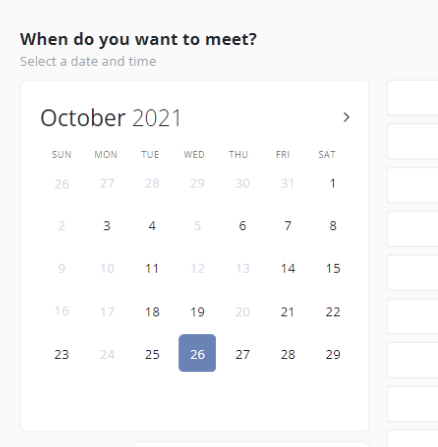 When do you want to meet?
Select a date and time
October 2021
SUN MON TUE WED THU FRI SAT
26 27 28 29 30 31 1
2 3 4 5 6 7 8
9 10 11 12 13 14 15
16 17 18 19 20 21 22
23 24 25 26 27 28 29